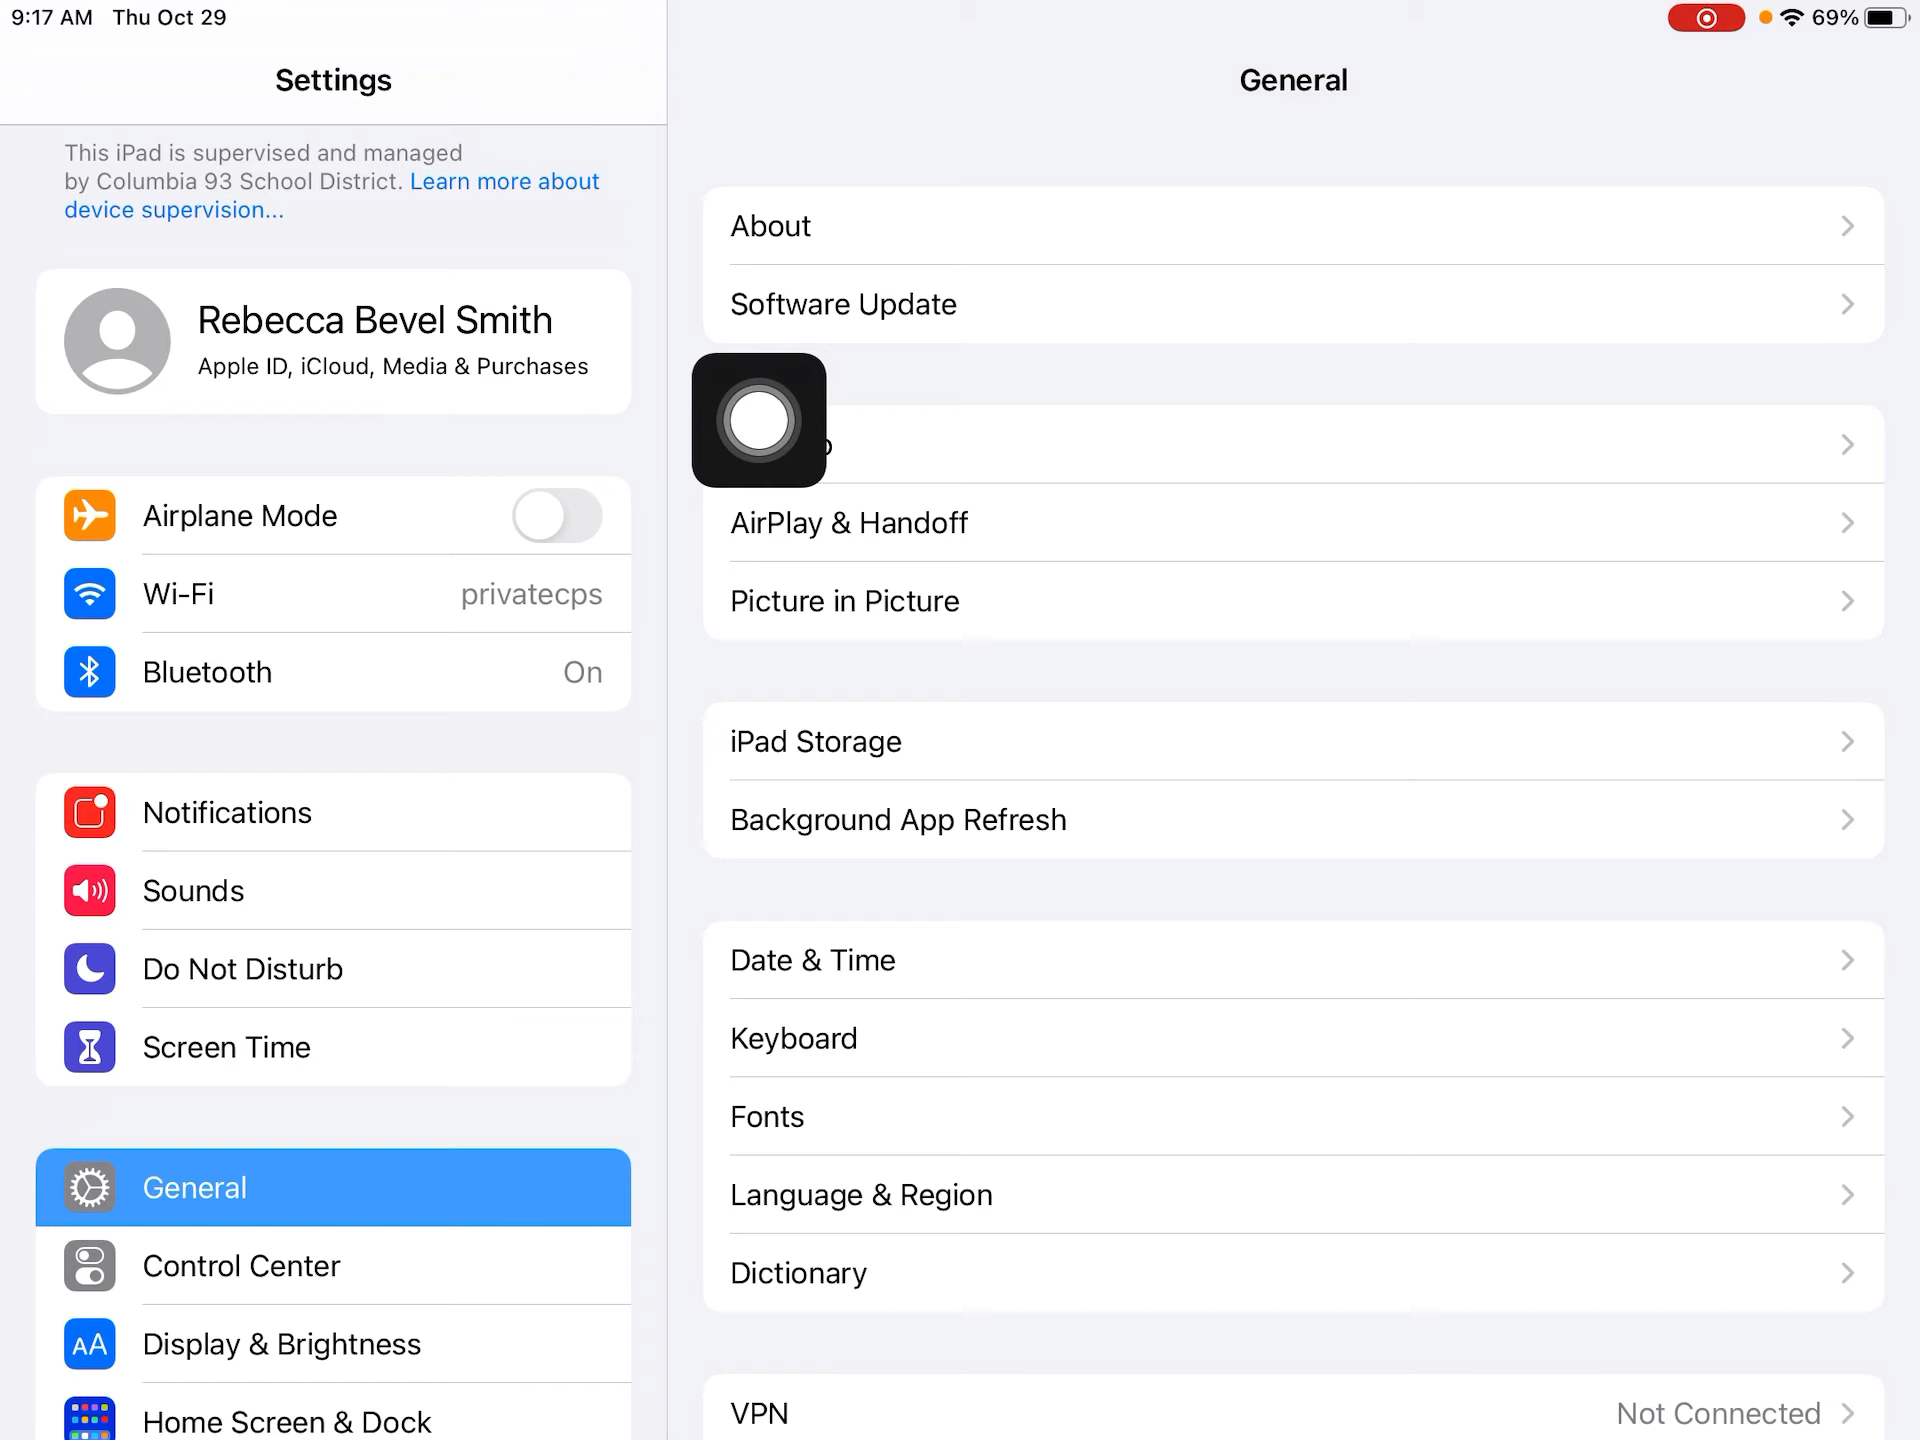 9:17 AM Thu Oct 29
69%
Settings
This iPad is supervised and managed
by Columbia 93 School District. Learn more about
device supervision...
Rebecca Bevel Smith
Apple ID, iCloud, Media & Purchases
Airplane Mode
Wi-Fi privatecps
Bluetooth On
Notifications
Sounds
Do Not Disturb
Screen Time
General
Control Center
AA Display & Brightness
Home Screen & Dock
General
About
Software Update
AirPlay & Handoff
Picture in Picture
iPad Storage
Background App Refresh
Date & Time
Keyboard
Fonts
Language & Region
Dictionary
VPN Not Connected